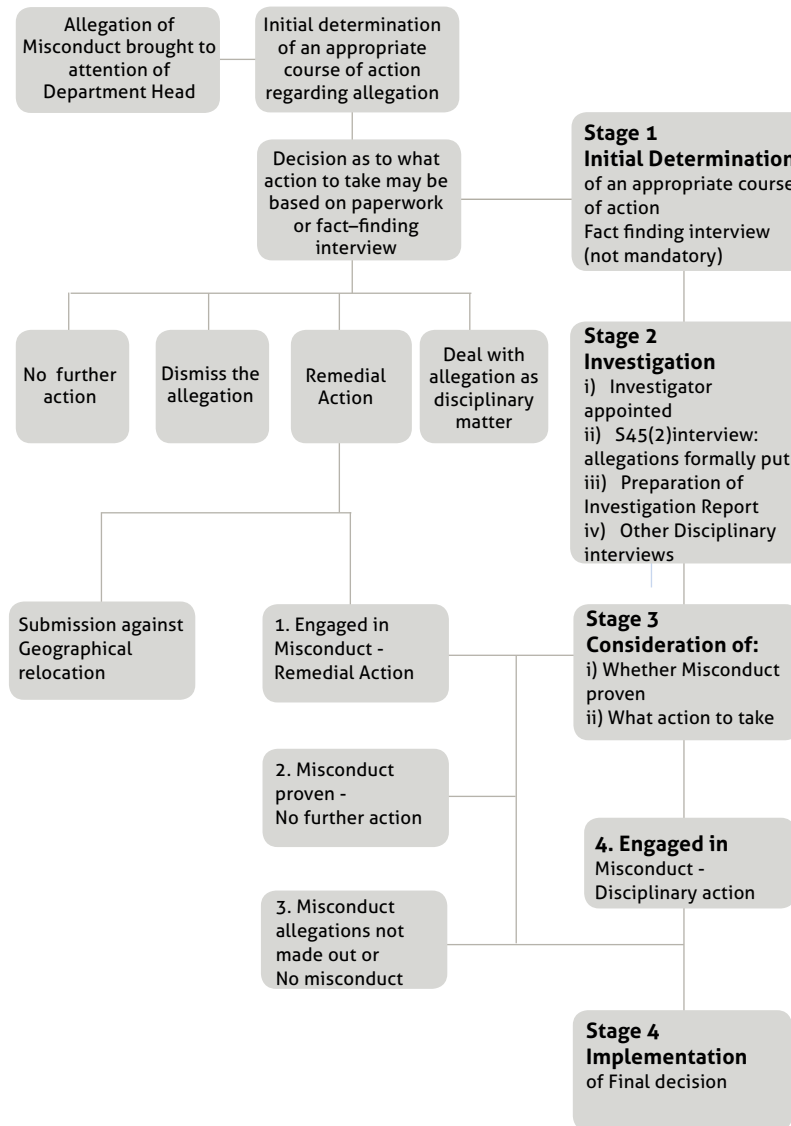 Allegation of
Misconduct brought to
attention of
Department Head
Initial determination
of an appropriate
course of action
regarding allegation
Decision as to what
action to take may be
based on paperwork
or fact–finding
interview
Stage 1
Initial Determination
of an appropriate course
of action
Fact finding interview
(not mandatory)
No further
action
Dismiss the
allegation
Remedial
Action
Deal with
allegation as
disciplinary
matter
Stage 2
Investigation
i) Investigator
appointed
ii) S45(2)interview:
allegations formally put
iii) Preparation of
Investigation Report
iv) Other Disciplinary
interviews
Submission against
Geographical
relocation
1. Engaged in
Misconduct -
Remedial Action
Stage 3
Consideration of:
i) Whether Misconduct
proven
ii) What action to take
2. Misconduct
proven -
No further action
4. Engaged in
Misconduct -
Disciplinary action
3. Misconduct
allegations not
made out or
No misconduct
Stage 4
Implementation
of Final decision